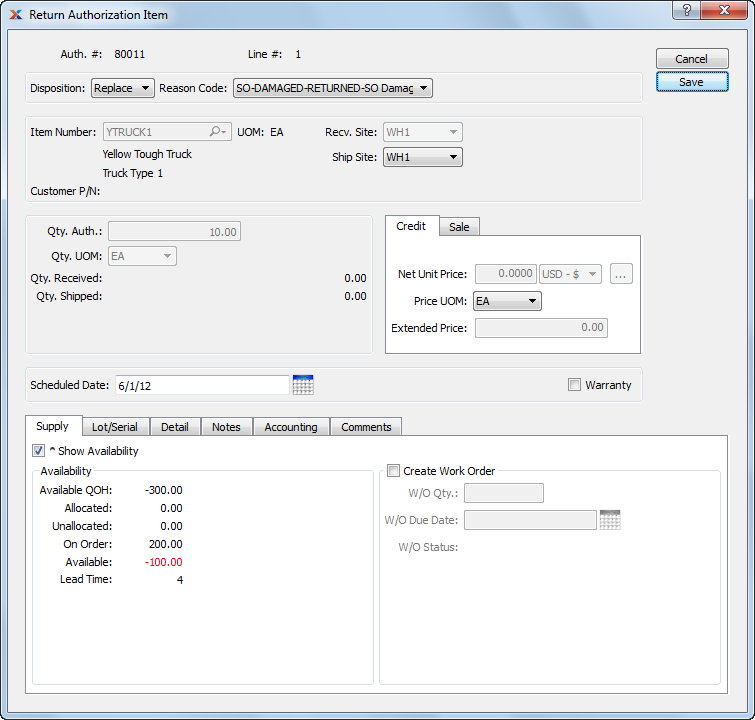 Return Authorization Item
?
Auth. #: 80011 Line #: 1
Cancel
Save
Disposition: Replace Reason Code: SO-DAMAGED-RETURNED-SO Damag
Item Number: YTRUCK1 UOM: EA Recv. Site: WH1
Yellow Tough Truck Ship Site: WH1
Truck Type 1
Customer P/N:
Qty. Auth.: 10.00
Qty. UOM: EA
Qty. Received: 0.00
Qty. Shipped: 0.00
Credit Sale
Net Unit Price: 0.0000 USD - $ ...
Price UOM: EA
Extended Price: 0.00
Scheduled Date: 6/1/12 Warranty
Supply Lot/Serial Detail Notes Accounting Comments
^ Show Availability
Availability
Available QOH: -300.00
Allocated: 0.00
Unallocated: 0.00
On Order: 200.00
Available: -100.00
Lead Time: 4
Create Work Order
W/O Qty.:
W/O Due Date:
W/O Status: